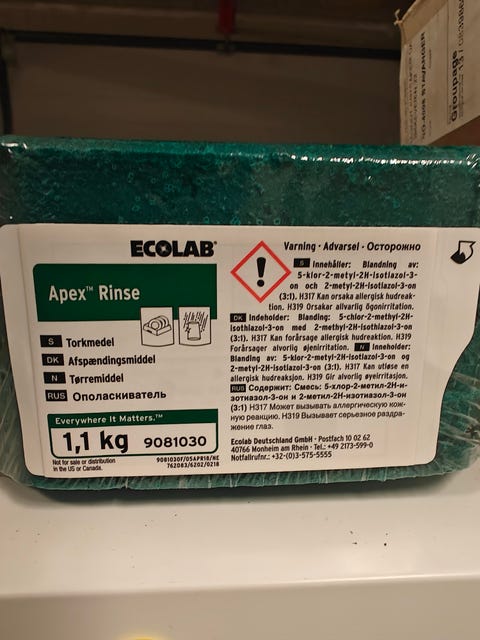 NO-4098 STAVANGER
Groupage
ECOLAB®
Apex™ Rinse
S Torkmedel
DK Afspændingsmiddel
N Tørremiddel
RUS Ополаскиватель
Everywhere It Matters.™
1,1 kg 9081030
Not for sale or distribution
in the US or Canada.
9081030F/05APR18/NE
762083/6202/0218
Varning · Advarsel · Осторожно
S Innehåller: Blandning av:
5-klor-2-metyl-2H-isotiazol-3-
on och 2-metyl-2H-isotiazol-3-on
(3:1). H317 Kan orsaka allergisk hudreak-
tion. H319 Orsakar allvarlig ögonirritation.
DK Indeholder: Blanding: 5-chlor-2-methyl-2H-
isothiazol-3-on med 2-methyl-2H-isothiazol-3-on
(3:1). H317 Kan forårsage allergisk hudreaktion. H319
Forårsager alvorlig øjenirritation. N Inneholder:
Blanding av: 5-klor-2-metyl-2H-isotiazol-3-on og
2-metyl-2H-isotiazol-3-on (3:1). H317 Kan utløse en
allergisk hudreaksjon. H319 Gir alvorlig øyeirritasjon.
RUS Содержит: Смесь: 5-хлор-2-метил-2H-и-
зотиазол-3-он и 2-метил-2H-изотиазол-3-он
(3:1) H317 Может вызывать аллергическую кож-
ную реакцию. H319 Вызывает серьезное раздра-
жение глаз.
Ecolab Deutschland GmbH · Postfach 10 02 62
40766 Monheim am Rhein · Tel.: +49 2173-599-0
Notfallrufnr.: +32-(0)3-575-5555